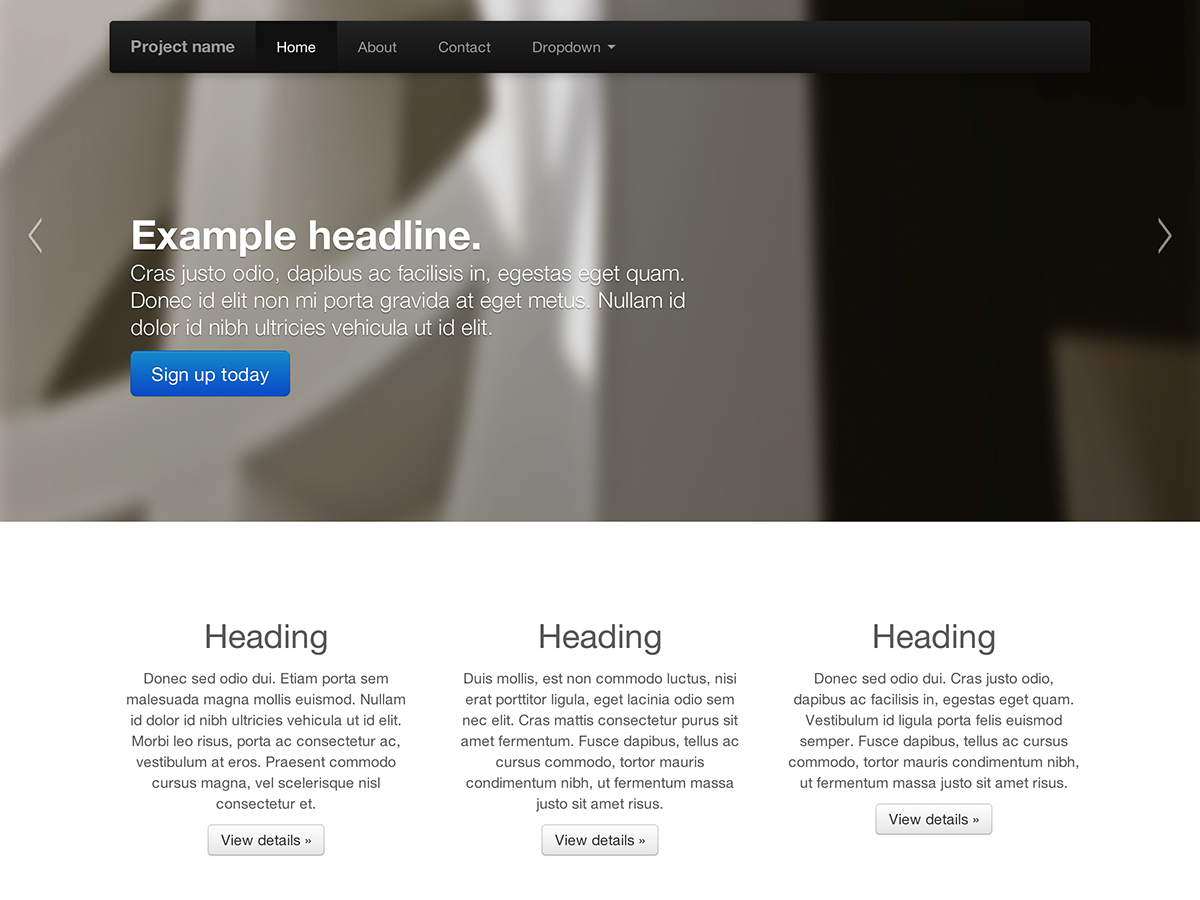 Project name Home About Contact Dropdown
Example headline.
Cras justo odio, dapibus ac facilisis in, egestas eget quam.
Donec id elit non mi porta gravida at eget metus. Nullam id
dolor id nibh ultricies vehicula ut id elit.
Sign up today
Heading
Donec sed odio dui. Etiam porta sem
malesuada magna mollis euismod. Nullam
id dolor id nibh ultricies vehicula ut id elit.
Morbi leo risus, porta ac consectetur ac,
vestibulum at eros. Praesent commodo
cursus magna, vel scelerisque nisl
consectetur et.
View details »
Heading
Duis mollis, est non commodo luctus, nisi
erat porttitor ligula, eget lacinia odio sem
nec elit. Cras mattis consectetur purus sit
amet fermentum. Fusce dapibus, tellus ac
cursus commodo, tortor mauris
condimentum nibh, ut fermentum massa
justo sit amet risus.
View details »
Heading
Donec sed odio dui. Cras justo odio,
dapibus ac facilisis in, egestas eget quam.
Vestibulum id ligula porta felis euismod
semper. Fusce dapibus, tellus ac cursus
commodo, tortor mauris condimentum nibh,
ut fermentum massa justo sit amet risus.
View details »